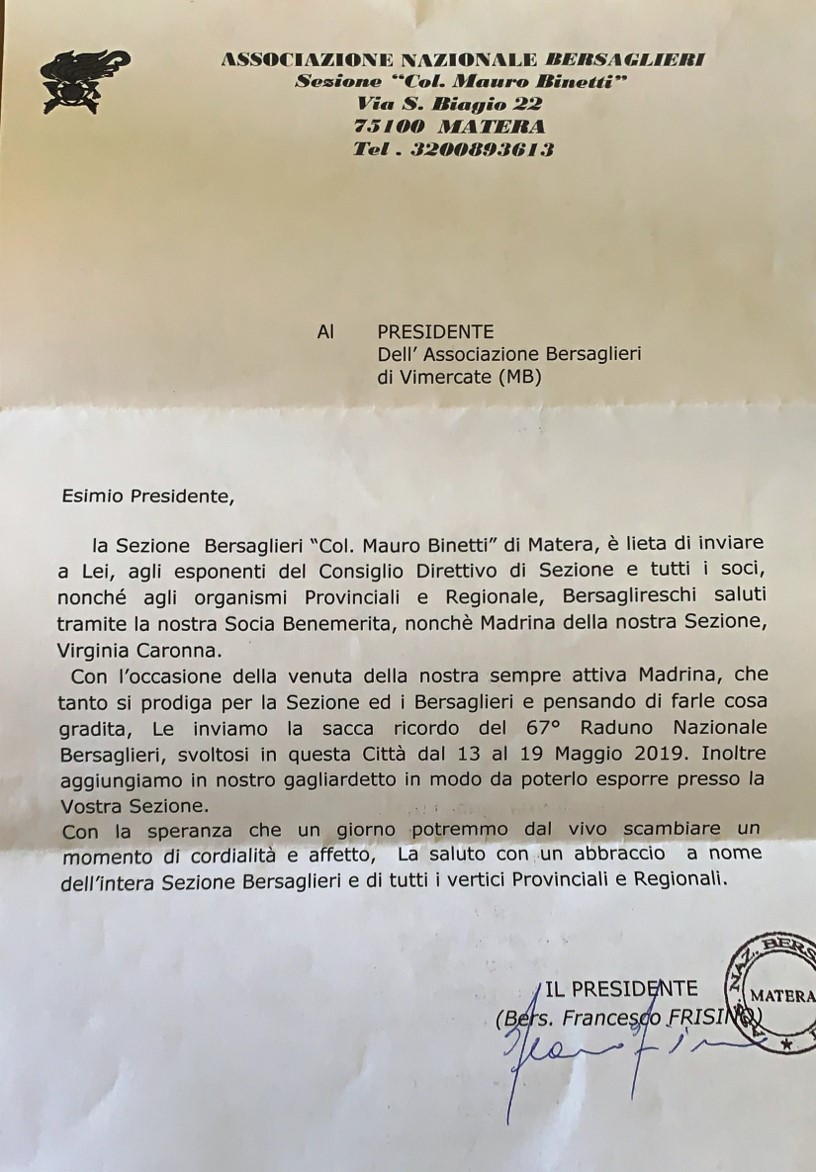 ASSOCIAZIONE NAZIONALE BERSAGLIERI
Sezione “Col. Mauro Binetti”
Via S. Biagio 22
75100 MATERA
Tel . 3200893613
Al PRESIDENTE
Dell’ Associazione Bersaglieri
di Vimercate (MB)
Esimio Presidente,
la Sezione Bersaglieri “Col. Mauro Binetti” di Matera, è lieta di inviare
a Lei, agli esponenti del Consiglio Direttivo di Sezione e tutti i soci,
nonché agli organismi Provinciali e Regionale, Bersaglireschi saluti
tramite la nostra Socia Benemerita, nonchè Madrina della nostra Sezione,
Virginia Caronna.
Con l’occasione della venuta della nostra sempre attiva Madrina, che
tanto si prodiga per la Sezione ed i Bersaglieri e pensando di farle cosa
gradita, Le inviamo la sacca ricordo del 67° Raduno Nazionale
Bersaglieri, svoltosi in questa Città dal 13 al 19 Maggio 2019. Inoltre
aggiungiamo in nostro gagliardetto in modo da poterlo esporre presso la
Vostra Sezione.
Con la speranza che un giorno potremmo dal vivo scambiare un
momento di cordialità e affetto, La saluto con un abbraccio a nome
dell’intera Sezione Bersaglieri e di tutti i vertici Provinciali e Regionali.
IL PRESIDENTE
(Bers. Francesco FRISINO)
ASS. NAZ. BERS
MATERA